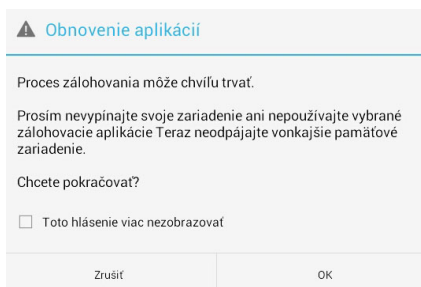 Obnovenie aplikácií
Proces zálohovania môže chvíľu trvať.
Prosím nevypínajte svoje zariadenie ani nepoužívajte vybrané
zálohovacie aplikácie Teraz neodpájajte vonkajšie pamäťové
zariadenie.
Chcete pokračovať?
Toto hlásenie viac nezobrazovať
Zrušiť
OK